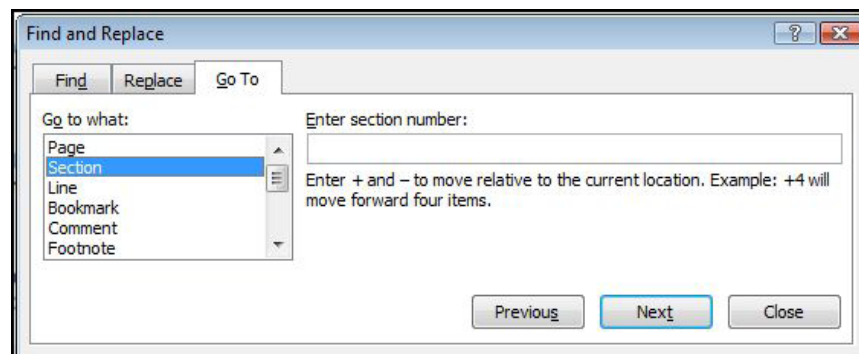 Find and Replace
Find Replace Go To
Go to what:
Page
Section
Line
Bookmark
Comment
Footnote
Enter section number:
Enter + and – to move relative to the current location. Example: +4 will
move forward four items.
Previous Next Close